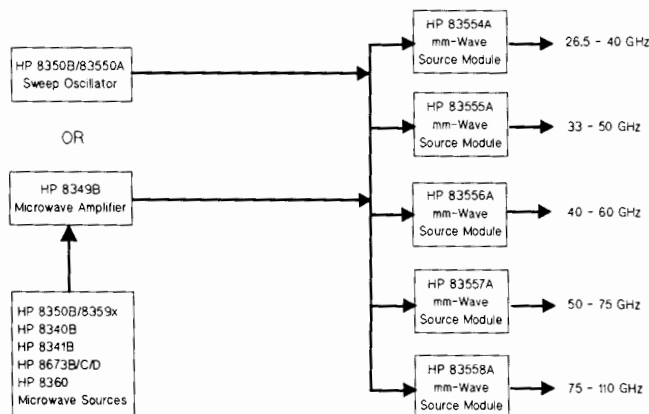 HP 8350B/83550A
Sweep Oscillator
OR
HP 8349B
Microwave Amplifier
HP 8350B/8359x
HP 8340B
HP 8341B
HP 8673B/C/D
HP 8360
Microwave Sources
HP 83554A
mm-Wave
Source Module
26.5 - 40 GHz
HP 83555A
mm-Wave
Source Module
33 - 50 GHz
HP 83556A
mm-Wave
Source Module
40 - 60 GHz
HP 83557A
mm-Wave
Source Module
50 - 75 GHz
HP 83558A
mm-Wave
Source Module
75 - 110 GHz